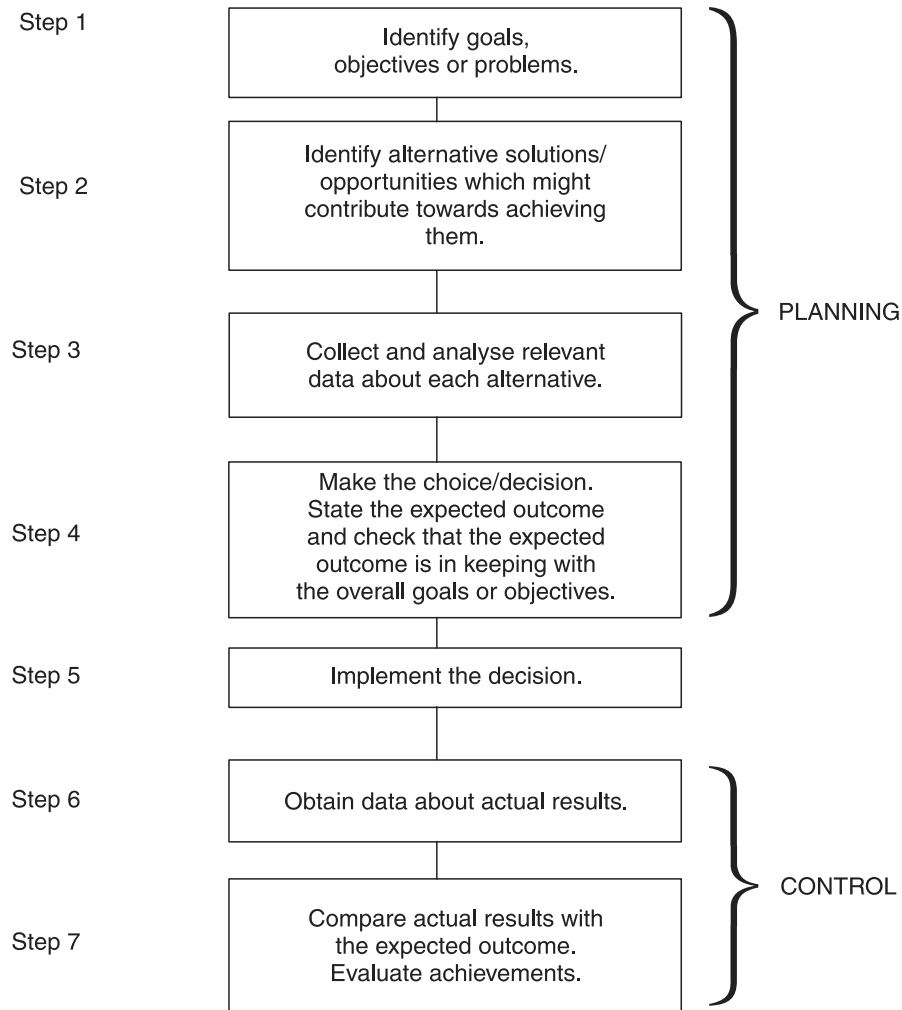 Step 1
Identify goals,
objectives or problems.
Step 2
Identify alternative solutions/
opportunities which might
contribute towards achieving
them.
PLANNING
Step 3
Collect and analyse relevant
data about each alternative.
Step 4
Make the choice/decision.
State the expected outcome
and check that the expected
outcome is in keeping with
the overall goals or objectives.
Step 5
Implement the decision.
Step 6
Obtain data about actual results.
CONTROL
Step 7
Compare actual results with
the expected outcome.
Evaluate achievements.